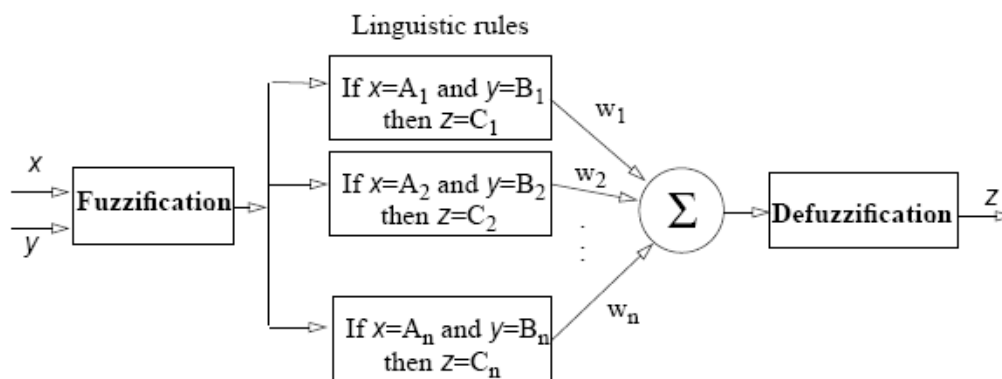 Linguistic rules
If x=A1 and y=B1
then z=C1
w1
x
y
Fuzzification
If x=A2 and y=B2
then z=C2
w2
Σ
Defuzzification
z
If x=An and y=Bn
then z=Cn
wn